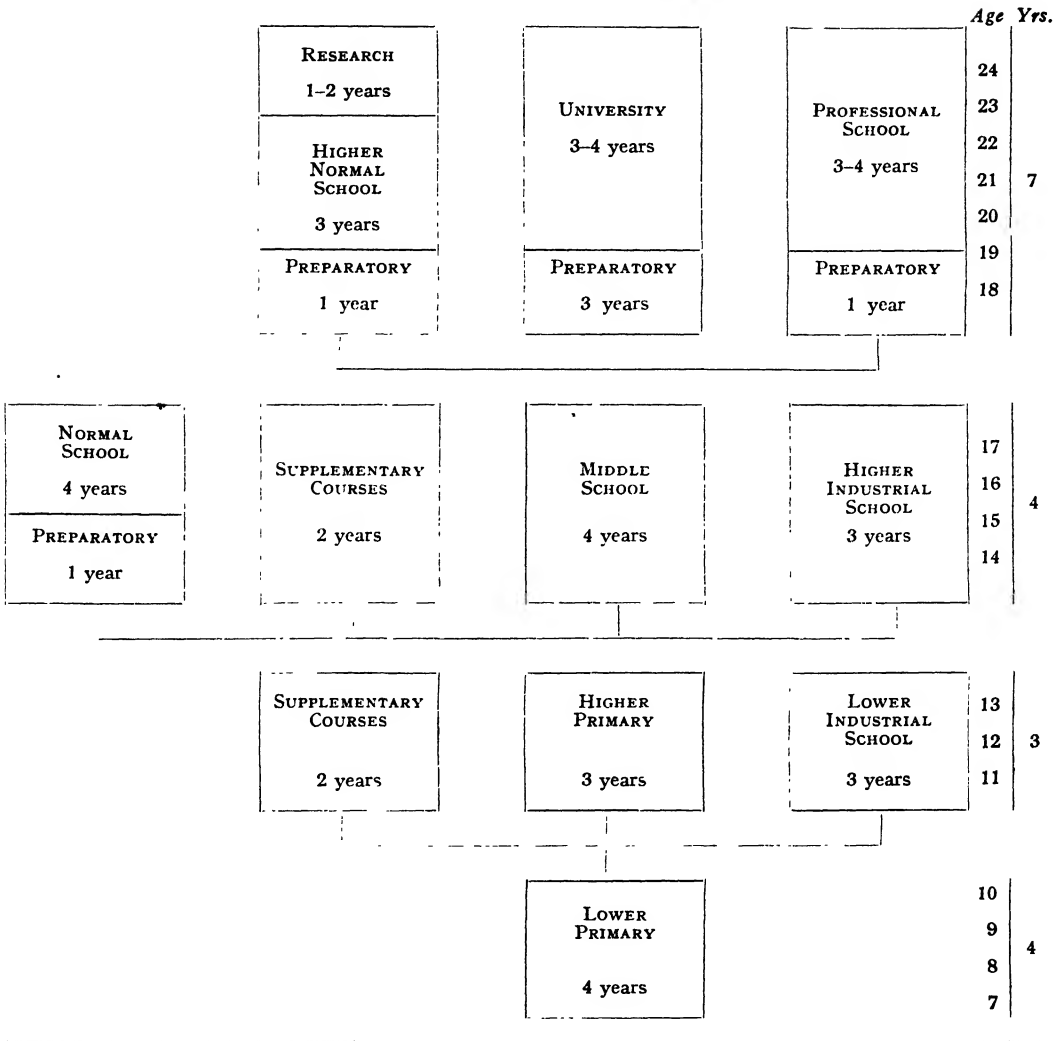 Age Yrs.
RESEARCH
1–2 years
HIGHER
NORMAL
SCHOOL
3 years
PREPARATORY
1 year
UNIVERSITY
3–4 years
PREPARATORY
3 years
PROFESSIONAL
SCHOOL
3–4 years
PREPARATORY
1 year
24
23
22
21
20
19
18
7
NORMAL
SCHOOL
4 years
PREPARATORY
1 year
SUPPLEMENTARY
COURSES
2 years
MIDDLE
SCHOOL
4 years
HIGHER
INDUSTRIAL
SCHOOL
3 years
17
16
15
14
4
SUPPLEMENTARY
COURSES
2 years
HIGHER
PRIMARY
3 years
LOWER
INDUSTRIAL
SCHOOL
3 years
13
12
11
3
LOWER
PRIMARY
4 years
10
9
8
7
4